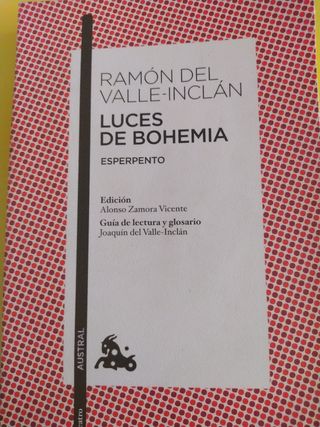 RAMÓN DEL
VALLE-INCLÁN
LUCES
DE BOHEMIA
ESPERPENTO
Edición
Alonso Zamora Vicente
Guía de lectura y glosario
Joaquín del Valle-Inclán
AUSTRAL